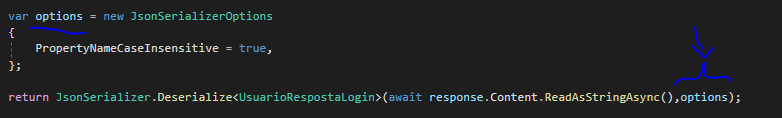 var options = new JsonSerializerOptions
{
PropertyNameCaseInsensitive = true,
};
return JsonSerializer.Deserialize<UsuarioRespostaLogin>(await response.Content.ReadAsStringAsync(),options);